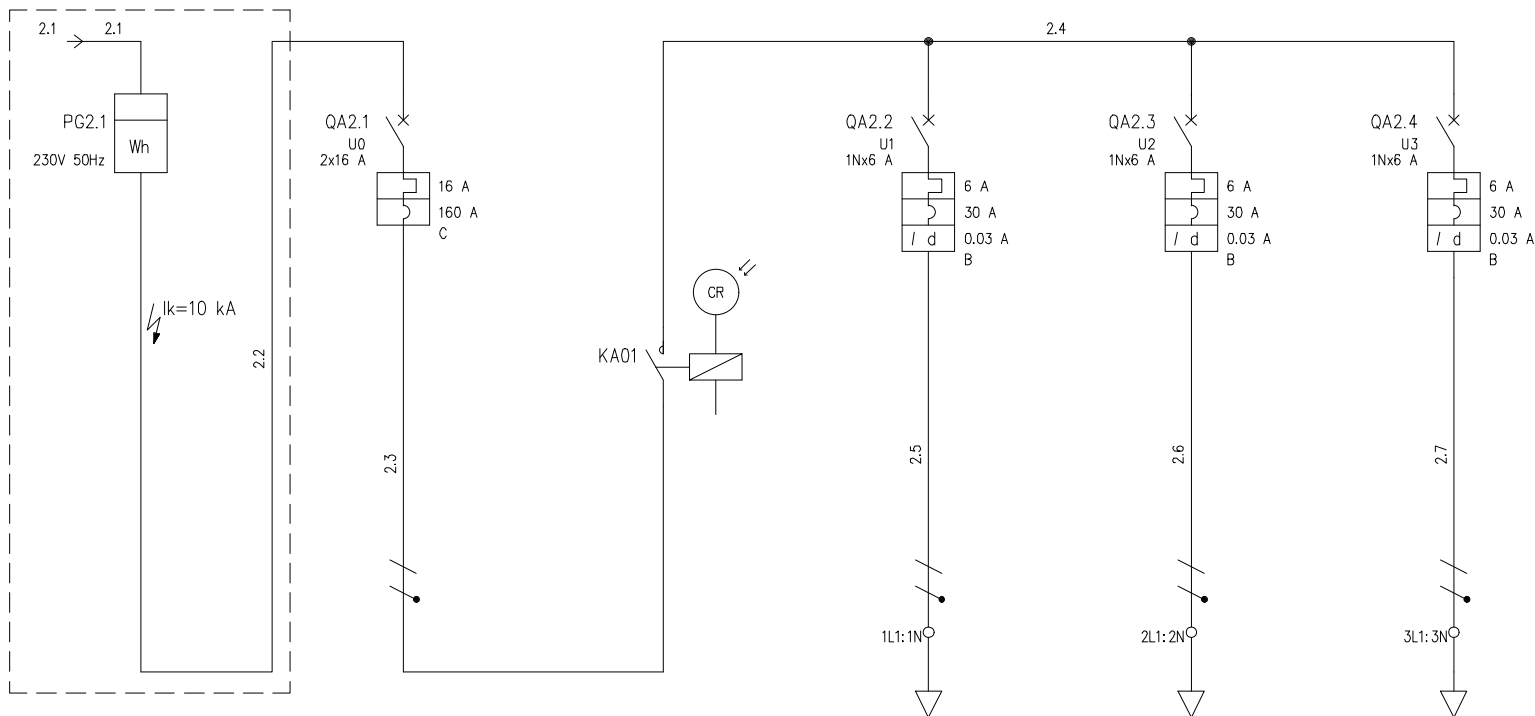 2.1
2.1
2.4
PG2.1
Wh
230V 50Hz
Ik=10 kA
2.2
QA2.1
U0
2x16 A
16 A
160 A
C
2.3
KA01
CR
QA2.2
U1
1Nx6 A
6 A
30 A
I d
0.03 A
B
2.5
1L1:1N
QA2.3
U2
1Nx6 A
6 A
30 A
I d
0.03 A
B
2.6
2L1:2N
QA2.4
U3
1Nx6 A
6 A
30 A
I d
0.03 A
B
2.7
3L1:3N